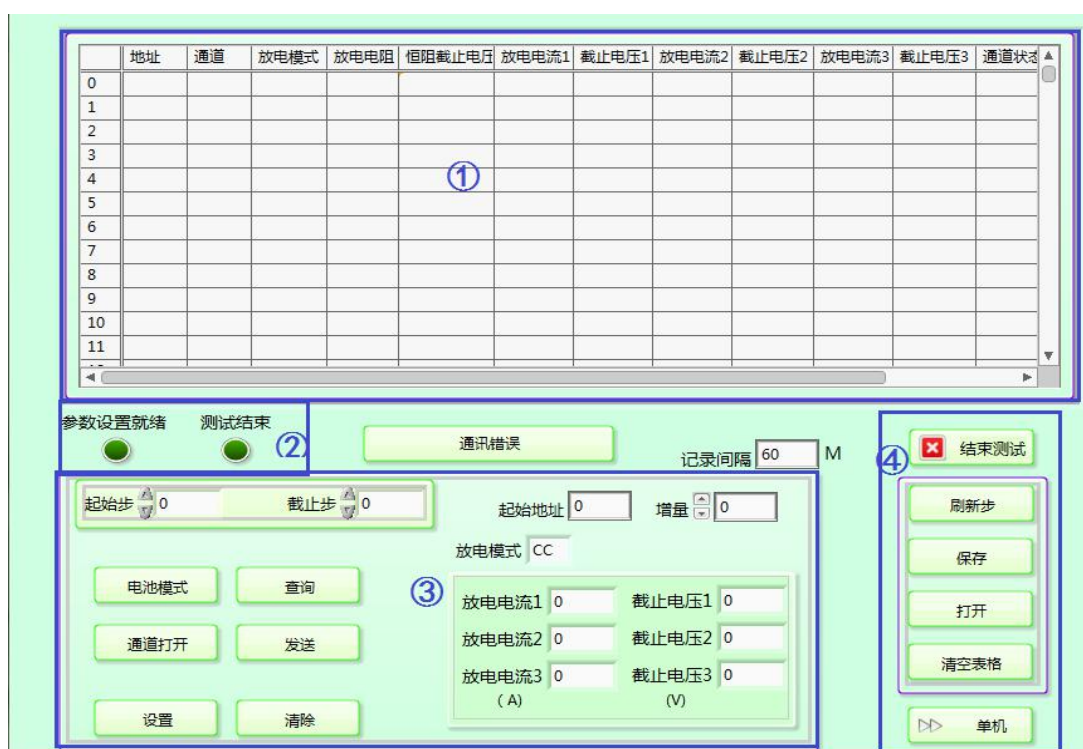 地址 通道 放电模式 放电电阻 恒阻截止电压 放电电流1 截止电压1 放电电流2 截止电压2 放电电流3 截止电压3 通道状态
0
1
2
3
4 ①
5
6
7
8
9
10
11
参数设置就绪 测试结束 ②
通讯错误
记录间隔 60 M
④ 结束测试
起始步 0 截止步 0 起始地址 0 增量 0 刷新步
放电模式 CC 保存
电池模式 查询 ③ 放电电流1 0 截止电压1 0 打开
通道打开 发送 放电电流2 0 截止电压2 0
放电电流3 0 截止电压3 0 清空表格
(A) (V)
设置 清除 单机